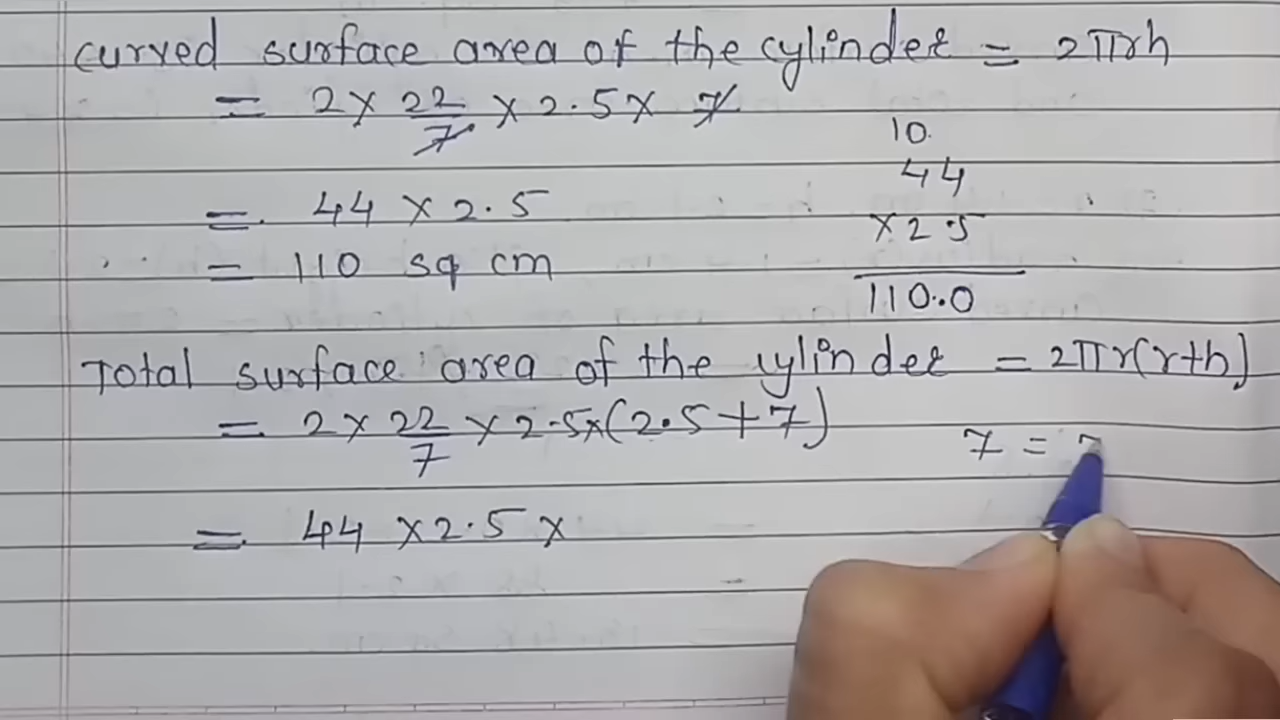 curved surface area of the cylinder = 2πrh
= 2 × 22/7 × 2.5 × 7
= 44 × 2.5
= 110 sq cm
10
44
×2.5
110.0
Total surface area of the cylinder = 2πr(r+h)
= 2 × 22/7 × 2.5×(2.5+7)
7 =
= 44 × 2.5 ×